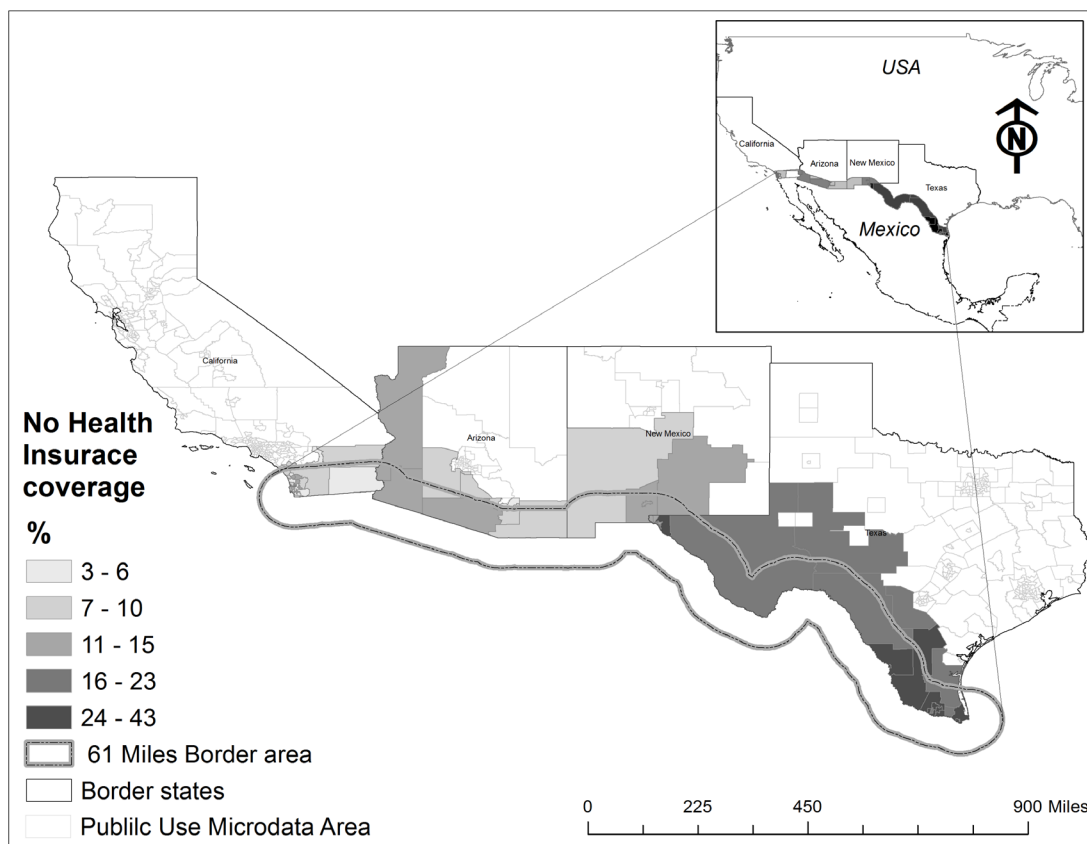 USA
California
Arizona
New Mexico
Texas
Mexico
N
California
Arizona
New Mexico
Texas
No Health
Insurace
coverage
%
3 - 6
7 - 10
11 - 15
16 - 23
24 - 43
61 Miles Border area
Border states
Publilc Use Microdata Area
0 225 450 900 Miles